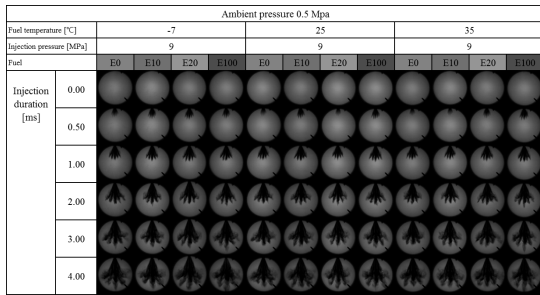 Ambient pressure 0.5 Mpa
Fuel temperature [℃] -7 25 35
Injection pressure [MPa] 9 9 9
Fuel E0 E10 E20 E100 E0 E10 E20 E100 E0 E10 E20 E100
Injection
duration
[ms]
0.00
0.50
1.00
2.00
3.00
4.00